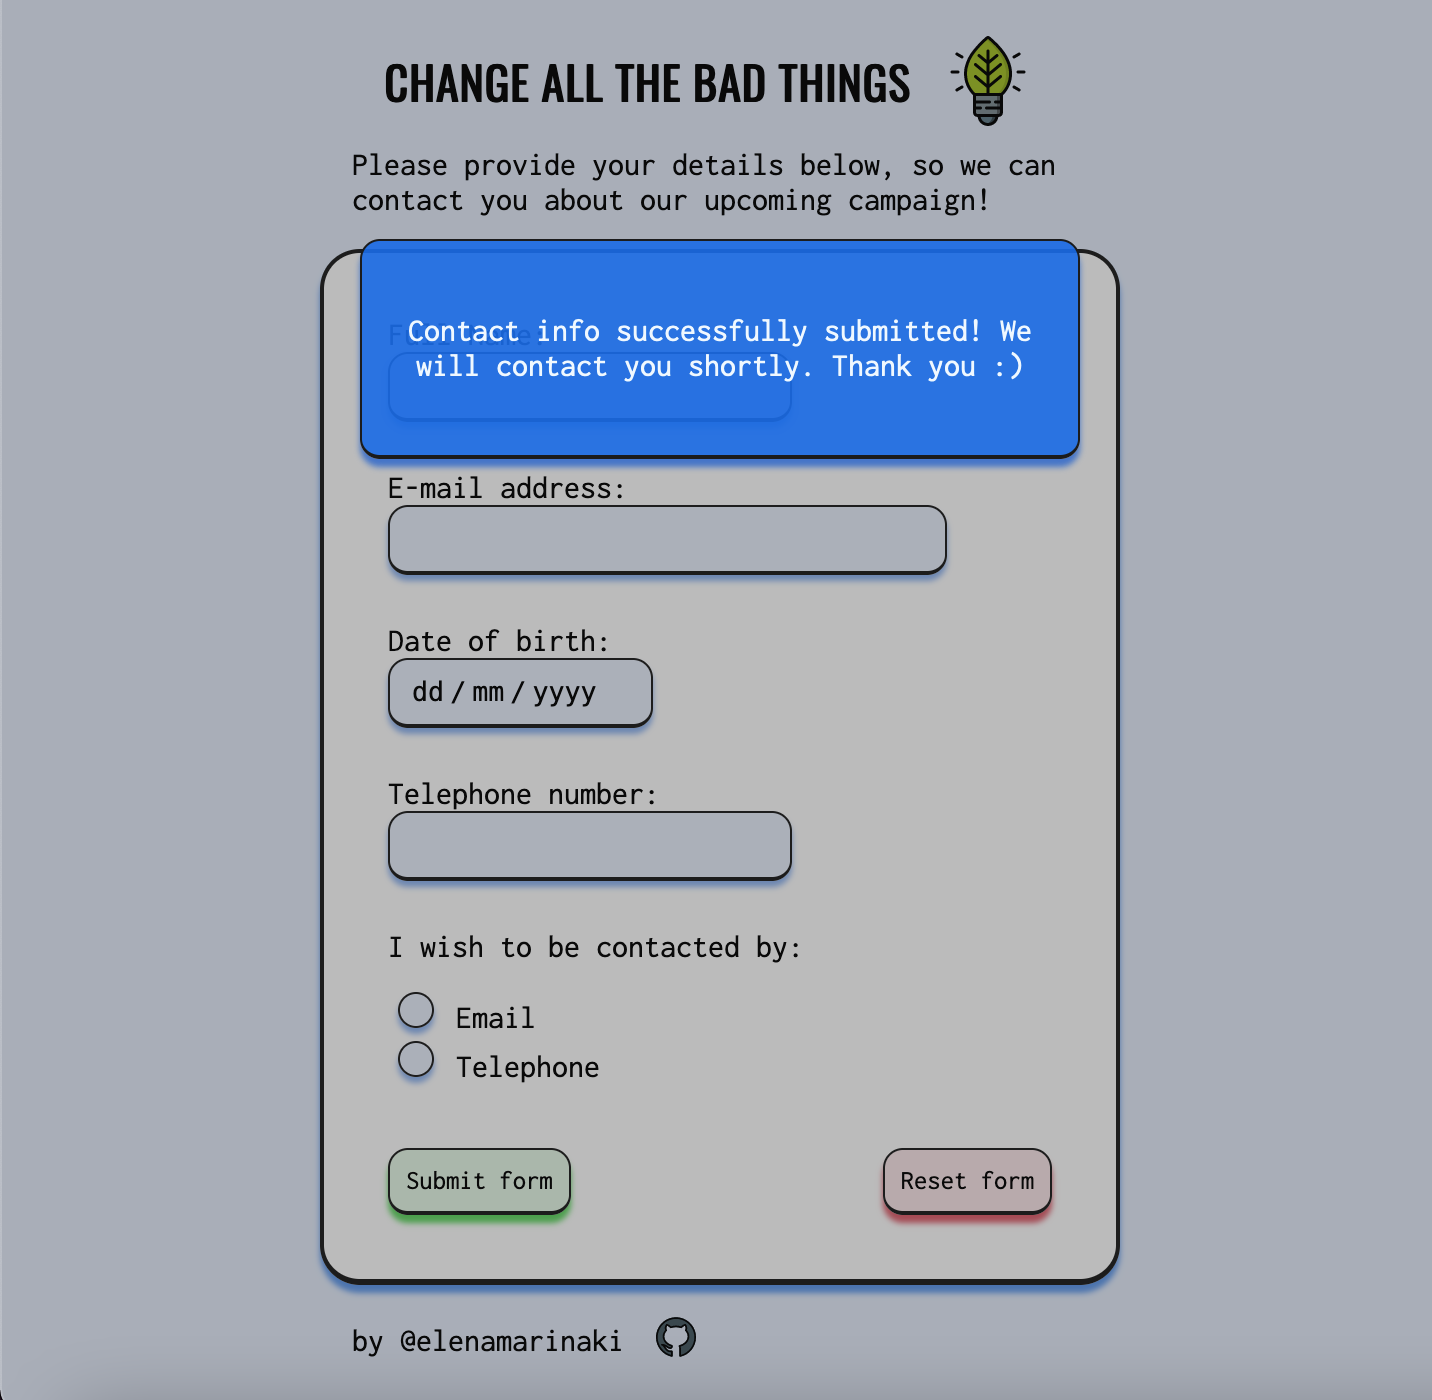 CHANGE ALL THE BAD THINGS
Please provide your details below, so we can
contact you about our upcoming campaign!
Full name:
Contact info successfully submitted! We
will contact you shortly. Thank you :)
E-mail address:
Date of birth:
dd/mm/yyyy
Telephone number:
I wish to be contacted by:
Email
Telephone
Submit form
Reset form
by @elenamarinaki